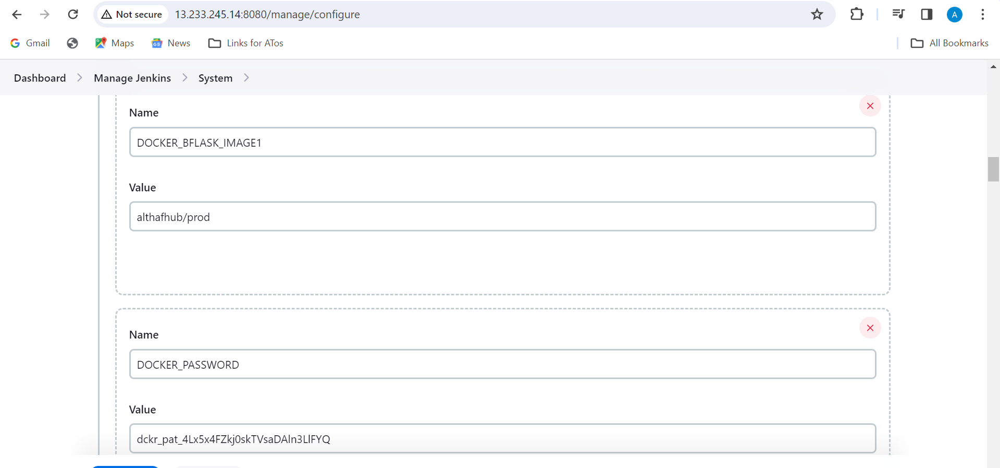 Not secure 13.233.245.14:8080/manage/configure A
Gmail Maps News Links for ATos All Bookmarks
Dashboard Manage Jenkins System
Name
DOCKER_BFLASK_IMAGE1
Value
althafhub/prod
Name
DOCKER_PASSWORD
Value
dckr_pat_4Lx5x4FZkj0skTVsaDAln3LlFYQ